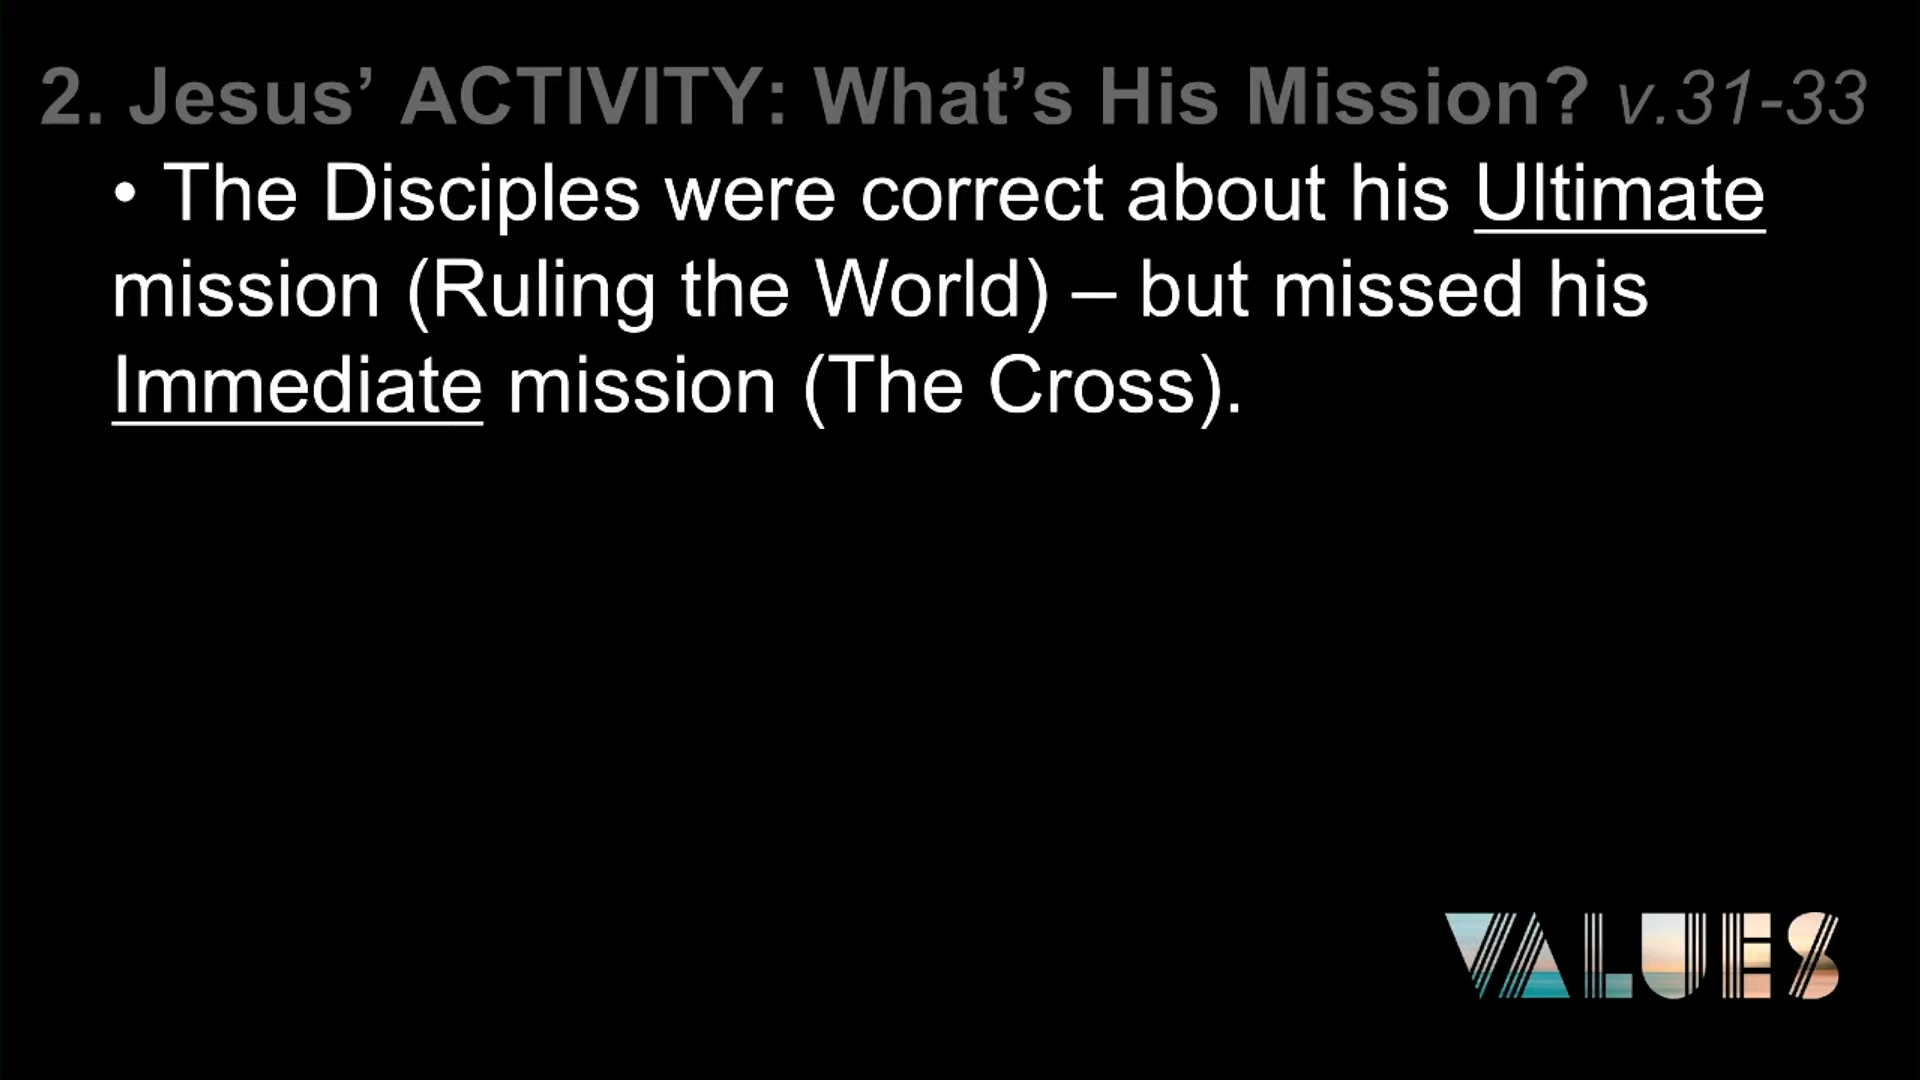 2. Jesus’ ACTIVITY: What’s His Mission? v.31-33
• The Disciples were correct about his Ultimate
mission (Ruling the World) – but missed his
Immediate mission (The Cross).
VALUES